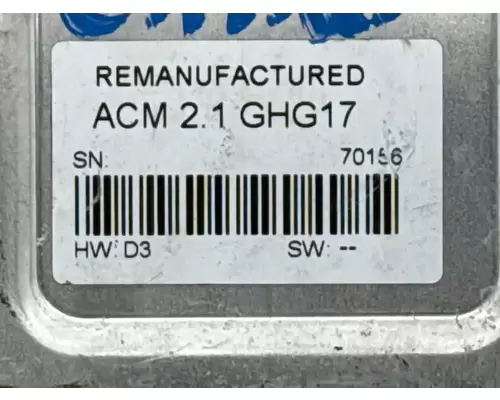 REMANUFACTURED
ACM 2.1 GHG17
SN: 70156
HW: D3 SW: --